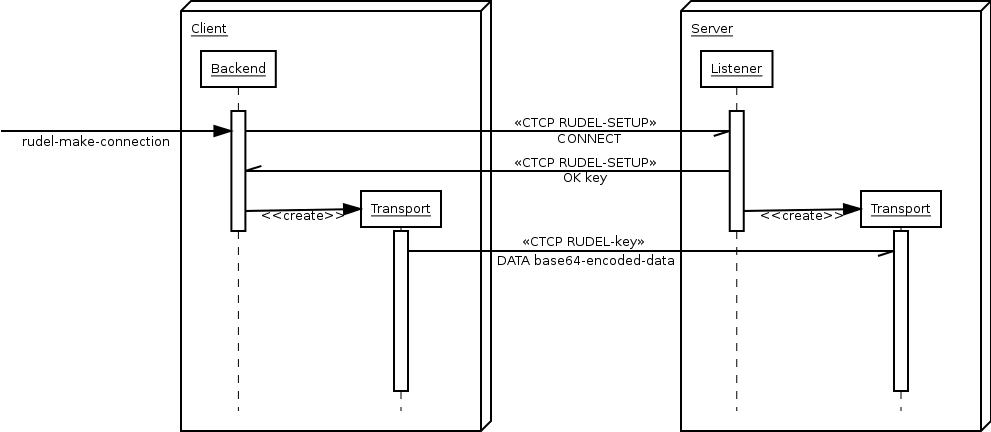 Client
Server
Backend
Listener
«CTCP RUDEL-SETUP»
rudel-make-connection
CONNECT
«CTCP RUDEL-SETUP»
OK key
Transport
Transport
<<create>>
<<create>>
«CTCP RUDEL-key»
DATA base64-encoded-data